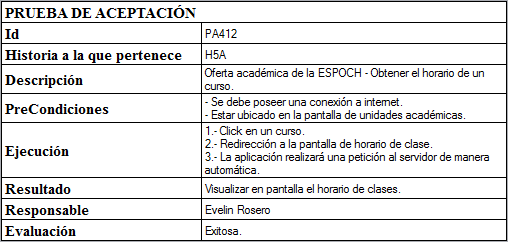 PRUEBA DE ACEPTACIÓN
Id PA412
Historia a la que pertenece H5A
Descripción Oferta académica de la ESPOCH - Obtener el horario de un
curso.
PreCondiciones - Se debe poseer una conexión a internet.
- Estar ubicado en la pantalla de unidades académicas.
Ejecución 1.- Click en un curso.
2.- Redirección a la pantalla de horario de clase.
3.- La aplicación realizará una petición al servidor de manera
automática.
Resultado Visualizar en pantalla el horario de clases.
Responsable Evelin Rosero
Evaluación Exitosa.